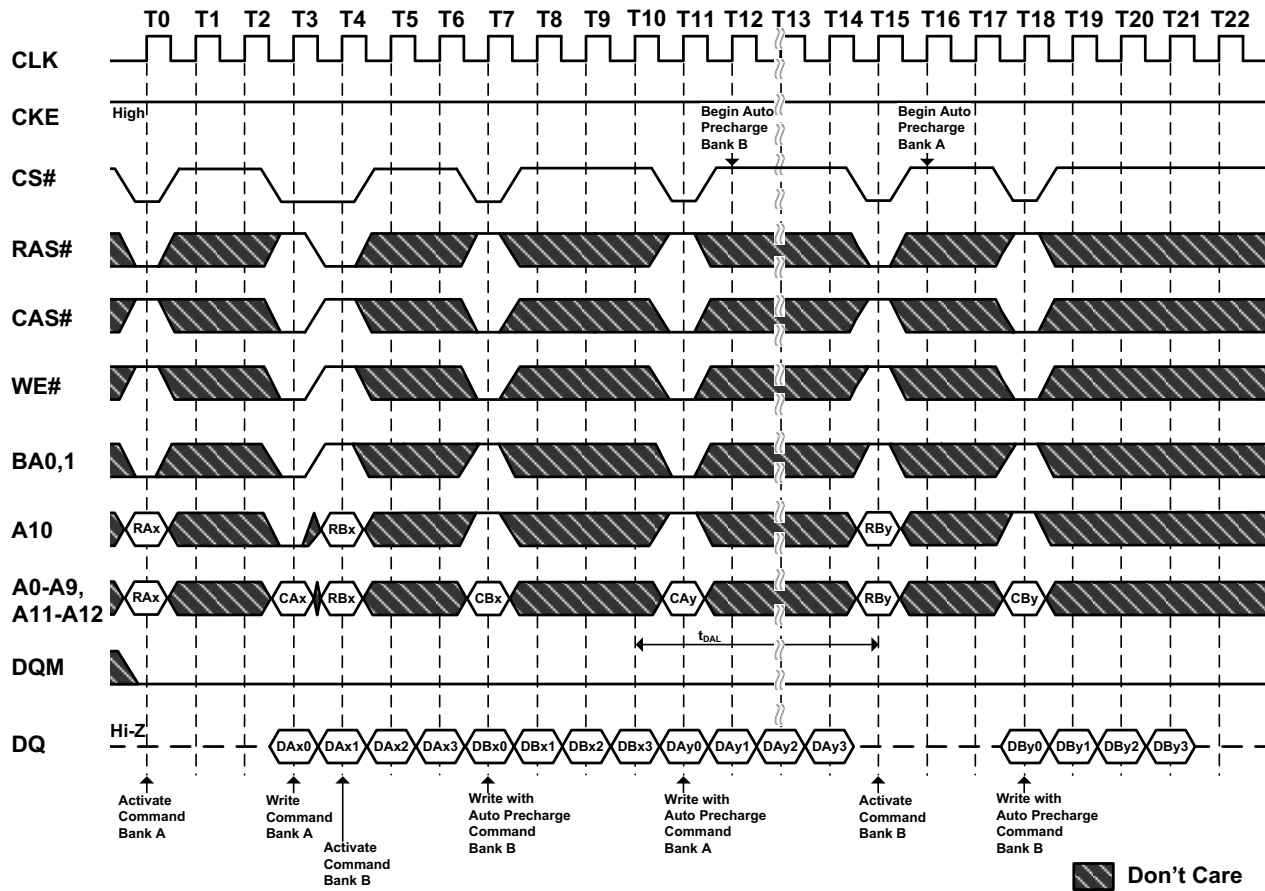 T0 T1 T2 T3 T4 T5 T6 T7 T8 T9 T10 T11 T12 T13 T14 T15 T16 T17 T18 T19 T20 T21 T22
CLK
CKE
High
Begin Auto
Precharge
Bank B
Begin Auto
Precharge
Bank A
CS#
RAS#
CAS#
WE#
BA0,1
A10
RAx RBx RBy
A0-A9,
A11-A12
RAx CAx RBx CBx CAy RBy CBy
tDAL
DQM
Hi-Z
DQ
DAx0 DAx1 DAx2 DAx3 DBx0 DBx1 DBx2 DBx3 DAy0 DAy1 DAy2 DAy3 DBy0 DBy1 DBy2 DBy3
Activate
Command
Bank A
Write
Command
Bank A
Activate
Command
Bank B
Write with
Auto Precharge
Command
Bank B
Write with
Auto Precharge
Command
Bank A
Activate
Command
Bank B
Write with
Auto Precharge
Command
Bank B
Don't Care